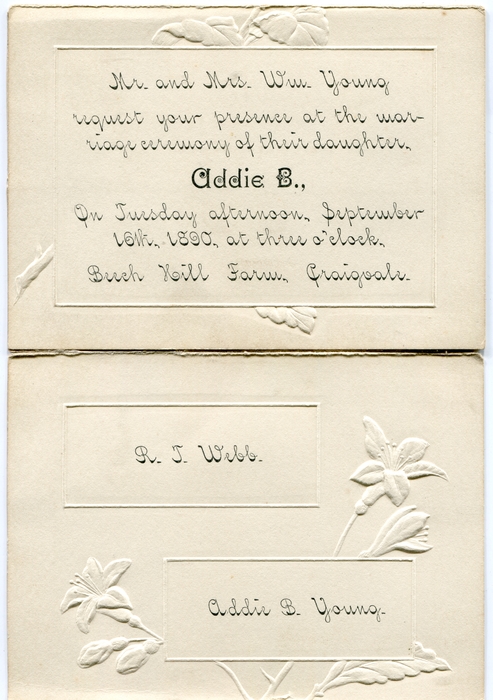 Mr. and Mrs. Wm. Young
request your presence at the mar-
riage ceremony of their daughter,
Addie B.,
On Tuesday afternoon, September
16th, 1890, at three o'clock,
Beech Hill Farm, Craigvale.
R. T. Webb.
Addie B. Young.